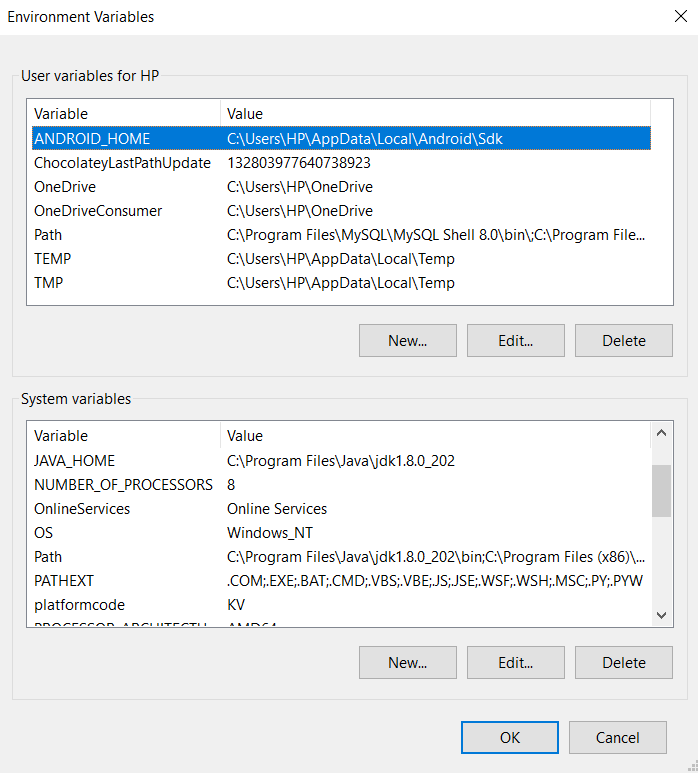 Environment Variables
User variables for HP
Variable Value
ANDROID_HOME C:\Users\HP\AppData\Local\Android\Sdk
ChocolateyLastPathUpdate 132803977640738923
OneDrive C:\Users\HP\OneDrive
OneDriveConsumer C:\Users\HP\OneDrive
Path C:\Program Files\MySQL\MySQL Shell 8.0\bin\;C:\Program File...
TEMP C:\Users\HP\AppData\Local\Temp
TMP C:\Users\HP\AppData\Local\Temp
New... Edit... Delete
System variables
Variable Value
JAVA_HOME C:\Program Files\Java\jdk1.8.0_202
NUMBER_OF_PROCESSORS 8
OnlineServices Online Services
OS Windows_NT
Path C:\Program Files\Java\jdk1.8.0_202\bin;C:\Program Files (x86)\...
PATHEXT .COM;.EXE;.BAT;.CMD;.VBS;.VBE;.JS;.JSE;.WSF;.WSH;.MSC;.PY;.PYW
platformcode KV
PROCESSOR_ARCHITECTU... AMD64
New... Edit... Delete
OK Cancel